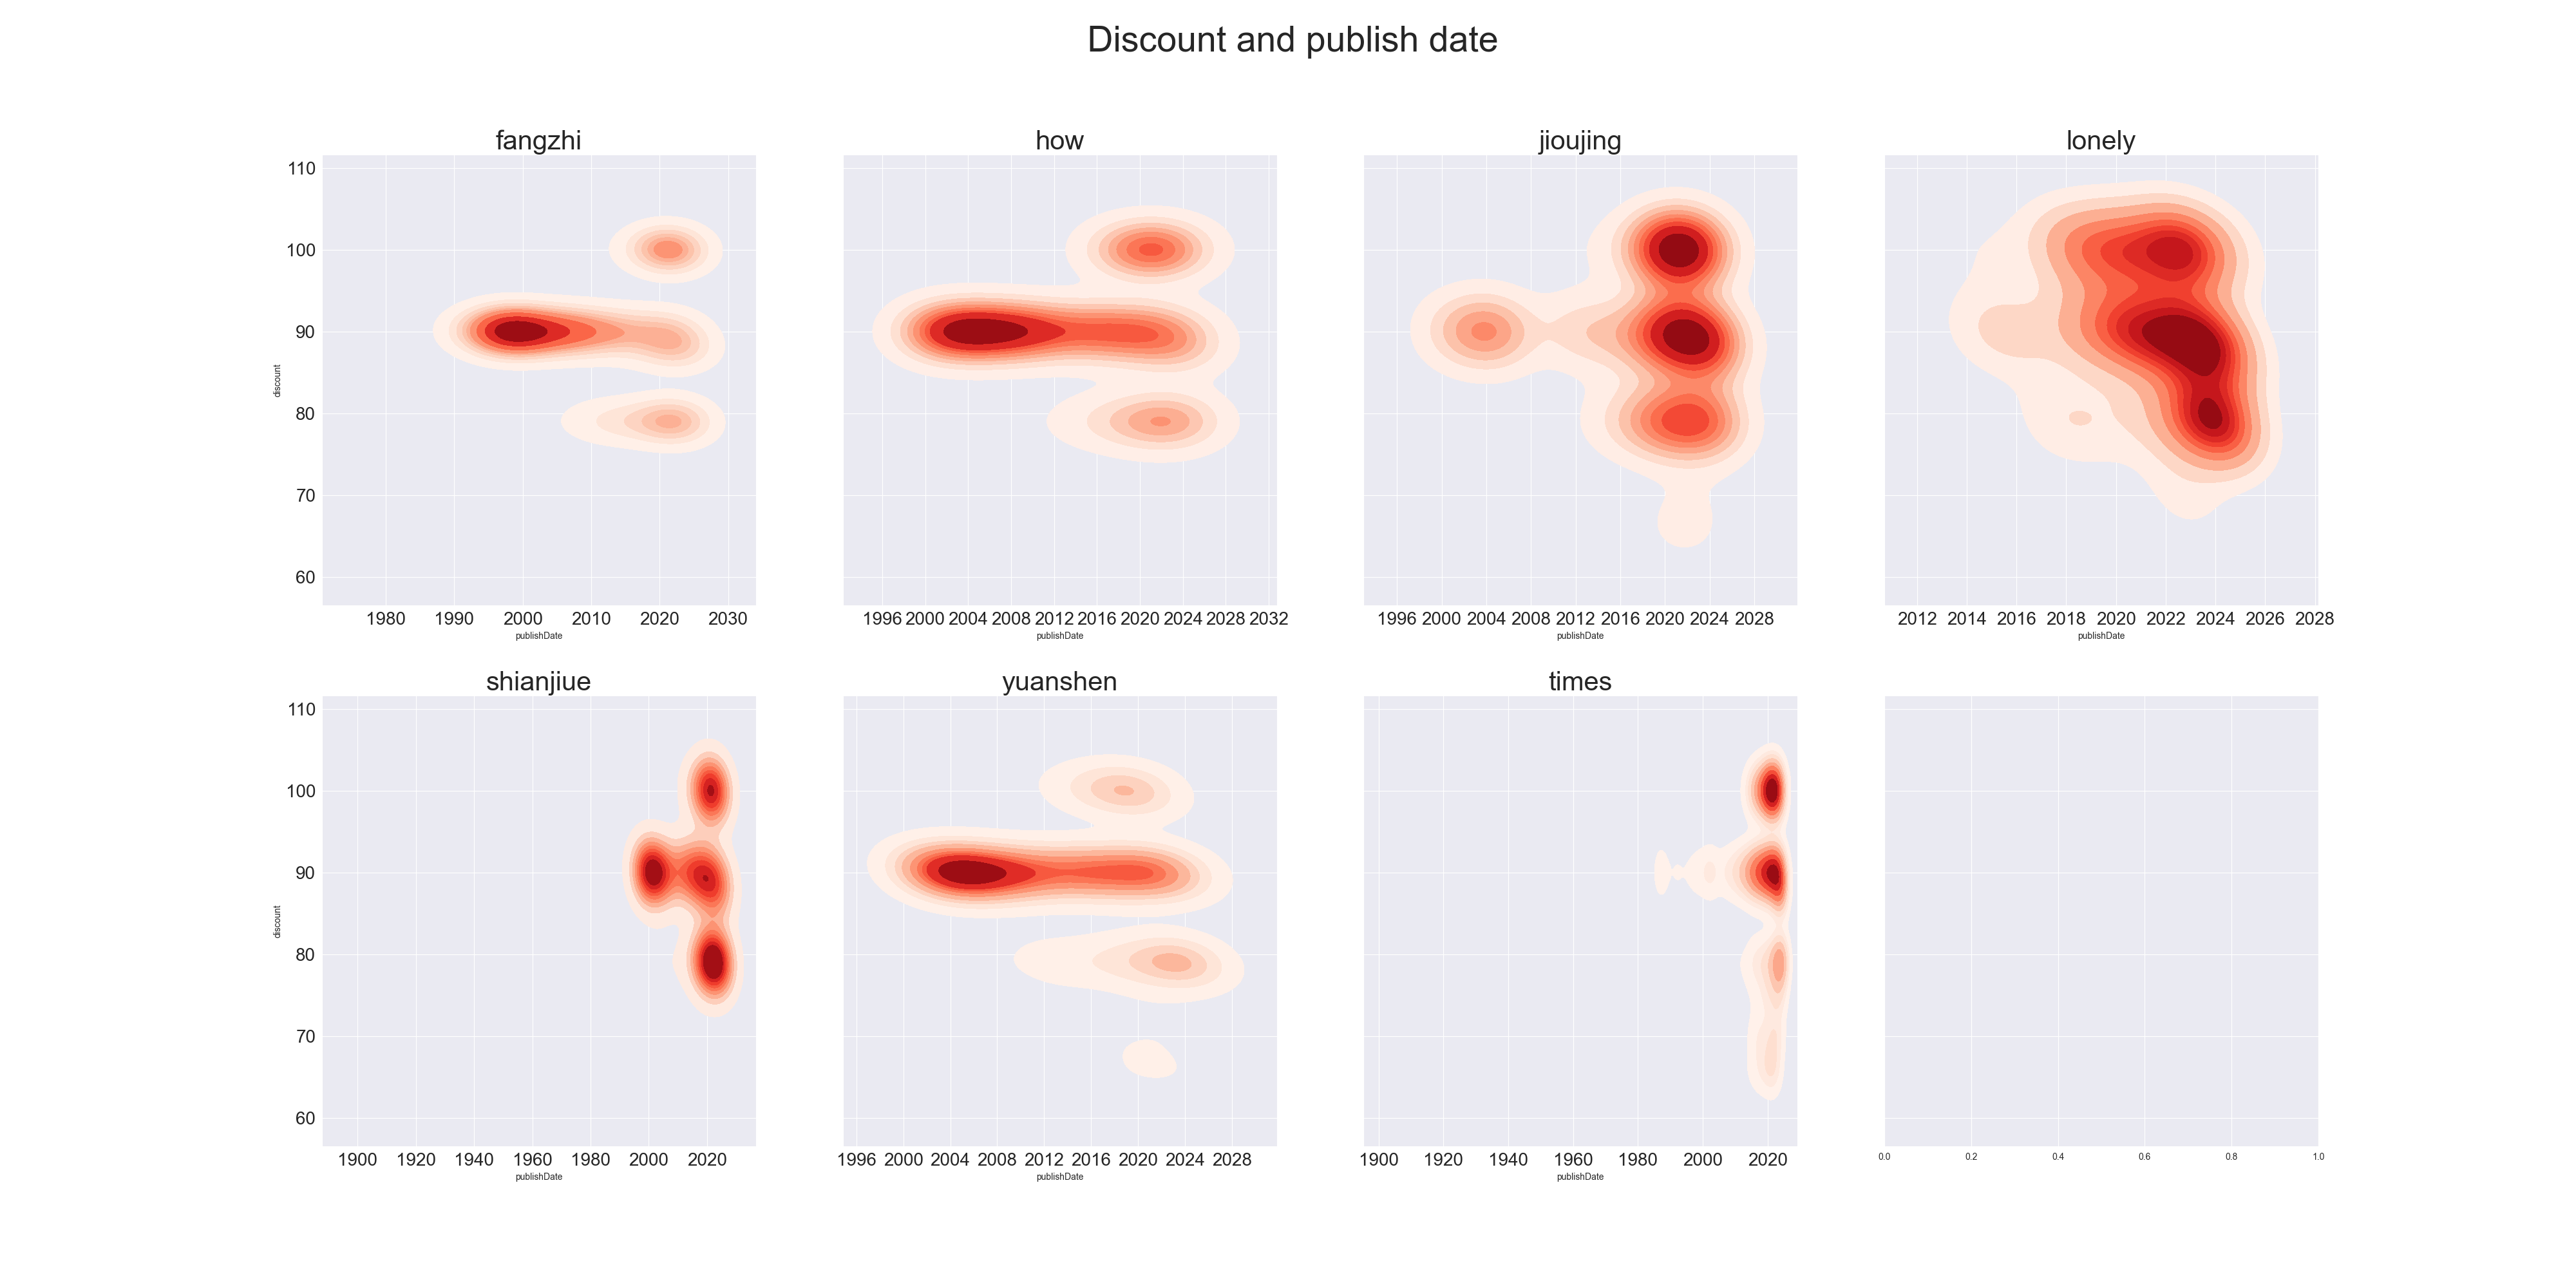 Discount and publish date
fangzhi
how
jioujing
lonely
110
100
90
80
70
60
discount
1980 1990 2000 2010 2020 2030
publishDate
1996 2000 2004 2008 2012 2016 2020 2024 2028 2032
publishDate
1996 2000 2004 2008 2012 2016 2020 2024 2028
publishDate
2012 2014 2016 2018 2020 2022 2024 2026 2028
publishDate
shianjiue
yuanshen
times
110
100
90
80
70
60
discount
1900 1920 1940 1960 1980 2000 2020
publishDate
1996 2000 2004 2008 2012 2016 2020 2024 2028
publishDate
1900 1920 1940 1960 1980 2000 2020
publishDate
0.0 0.2 0.4 0.6 0.8 1.0